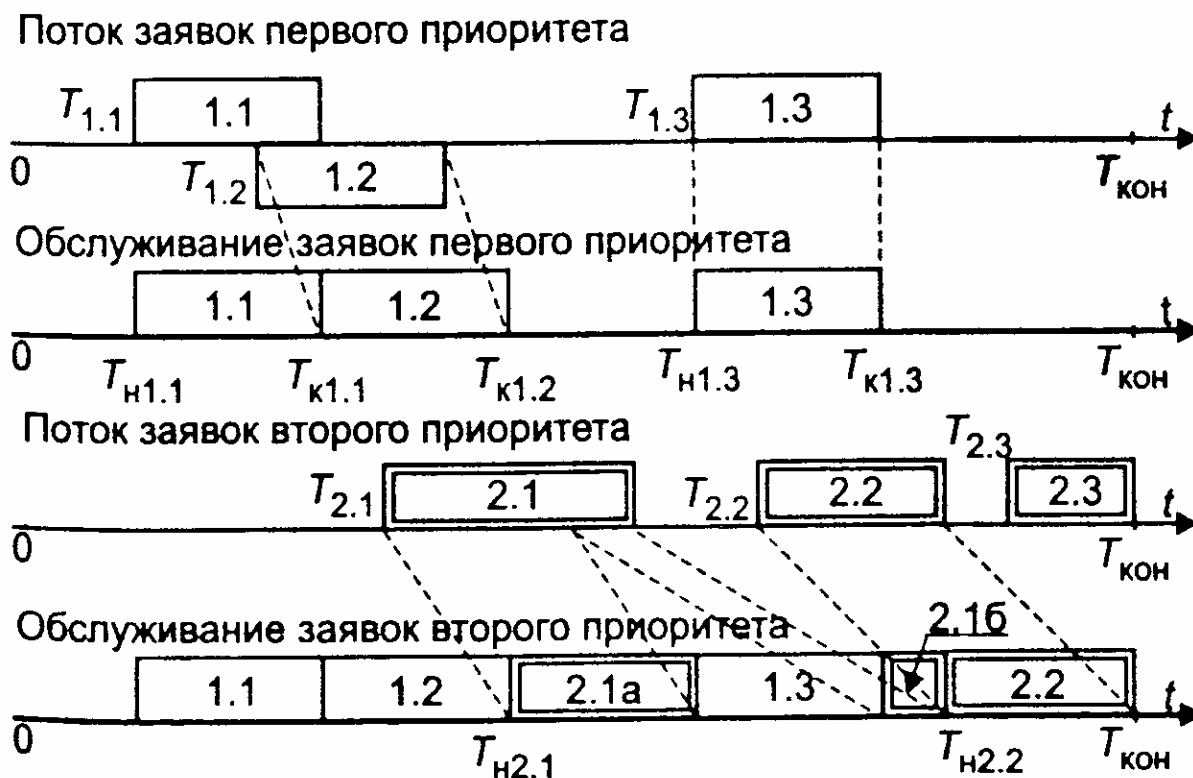 Поток заявок первого приоритета
T1.1 1.1 T1.3 1.3 t
0 T1.2 1.2 Tкон
Обслуживание заявок первого приоритета
1.1 1.2 1.3 t
0 Tн1.1 Tк1.1 Tк1.2 Tн1.3 Tк1.3 Tкон
Поток заявок второго приоритета T2.3
T2.1 2.1 T2.2 2.2 2.3 t
0 Tкон
Обслуживание заявок второго приоритета 2.1б
1.1 1.2 2.1а 1.3 2.2 t
0 Tн2.1 Tн2.2 Tкон